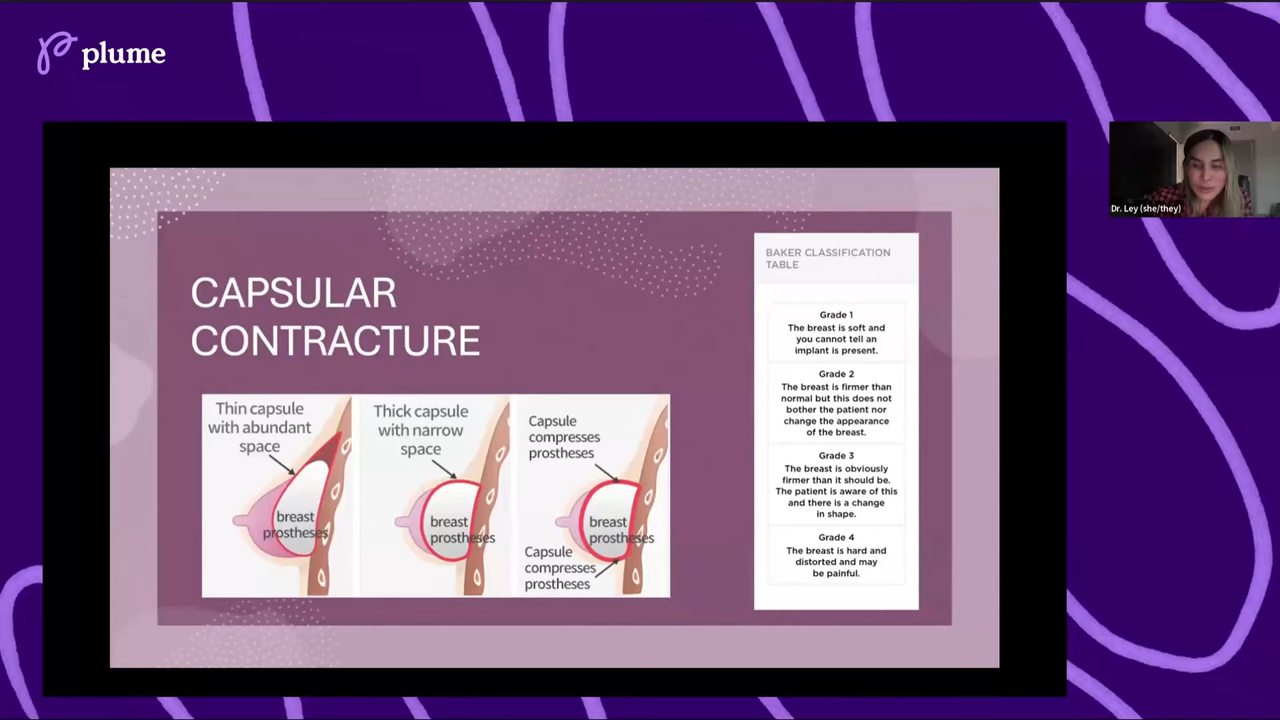 plume
Dr. Ley (she/they)
CAPSULAR
CONTRACTURE
Thin capsule
with abundant
space
breast
prostheses
Thick capsule
with narrow
space
breast
prostheses
Capsule
compresses
prostheses
breast
prostheses
Capsule
compresses
prostheses
BAKER CLASSIFICATION
TABLE
Grade 1
The breast is soft and
you cannot tell an
implant is present.
Grade 2
The breast is firmer than
normal but this does not
bother the patient nor
change the appearance
of the breast.
Grade 3
The breast is obviously
firmer than it should be.
The patient is aware of this
and there is a change
in shape.
Grade 4
The breast is hard and
distorted and may
be painful.